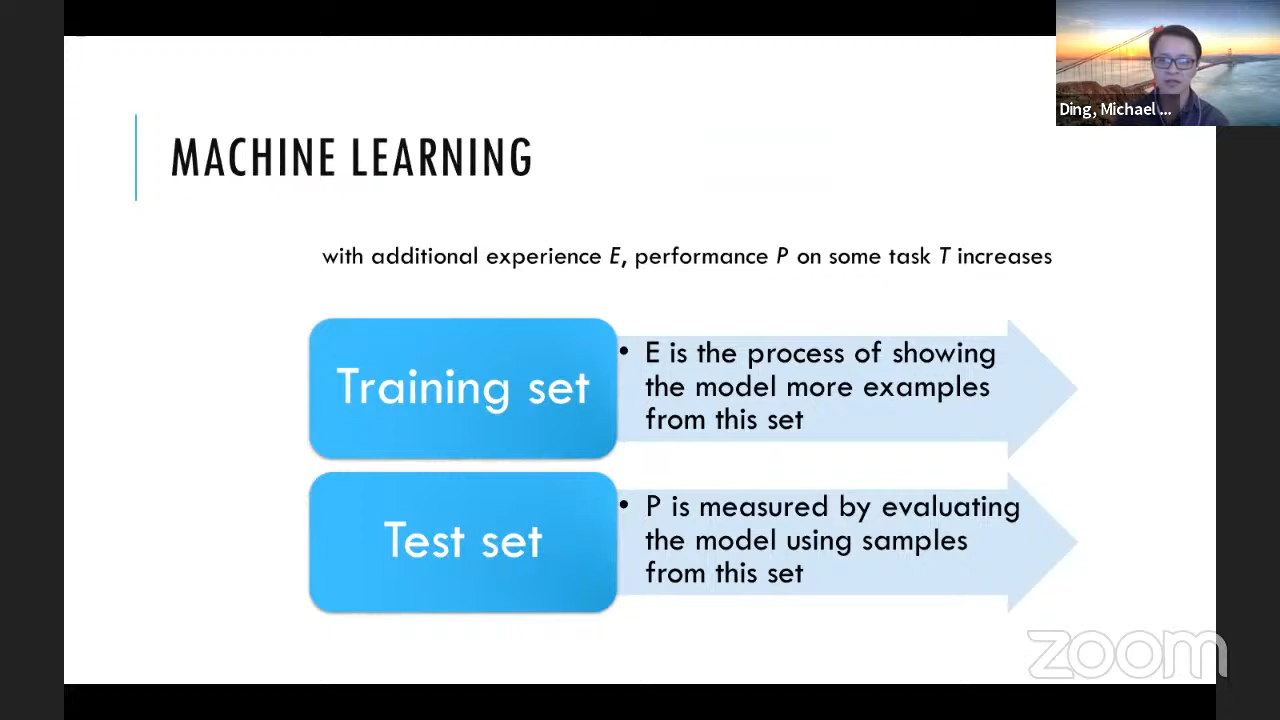 Ding, Michael ...
MACHINE LEARNING
with additional experience E, performance P on some task T increases
Training set
• E is the process of showing
the model more examples
from this set
Test set
• P is measured by evaluating
the model using samples
from this set
zoom